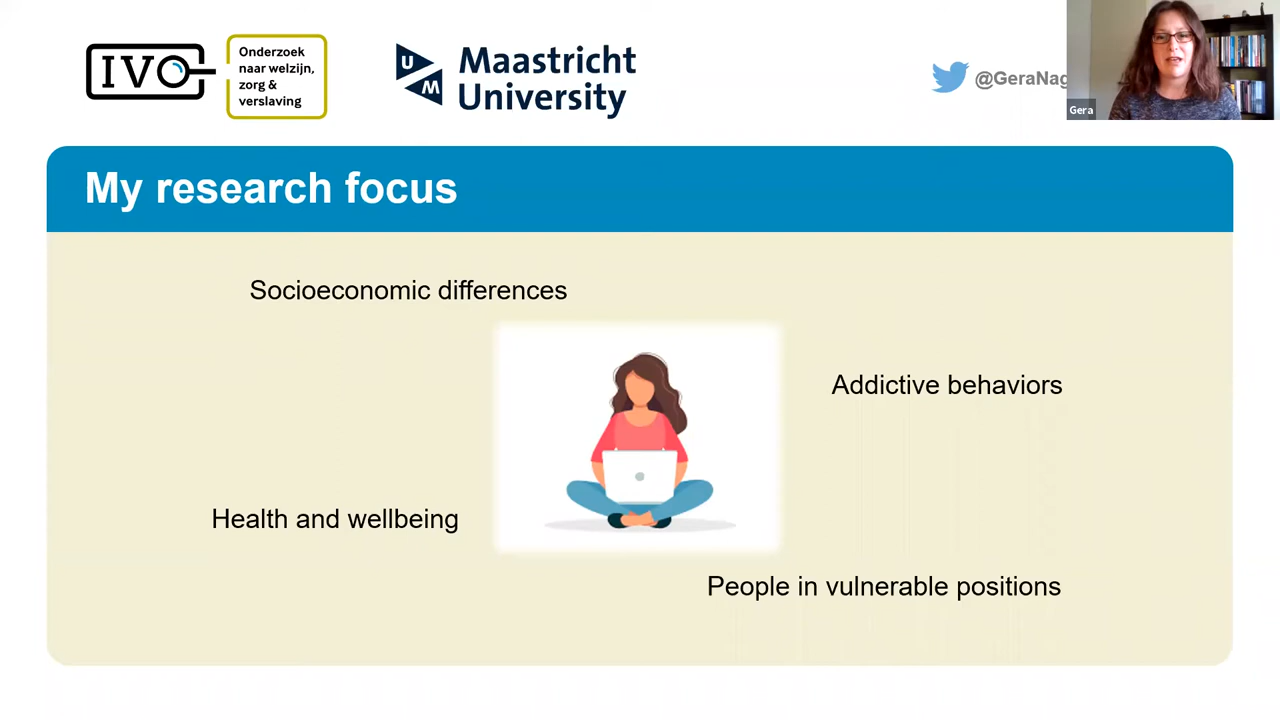 IVO
Onderzoek
naar welzijn,
zorg &
verslaving
UM
Maastricht
University
@GeraNag
Gera
My research focus
Socioeconomic differences
Addictive behaviors
Health and wellbeing
People in vulnerable positions